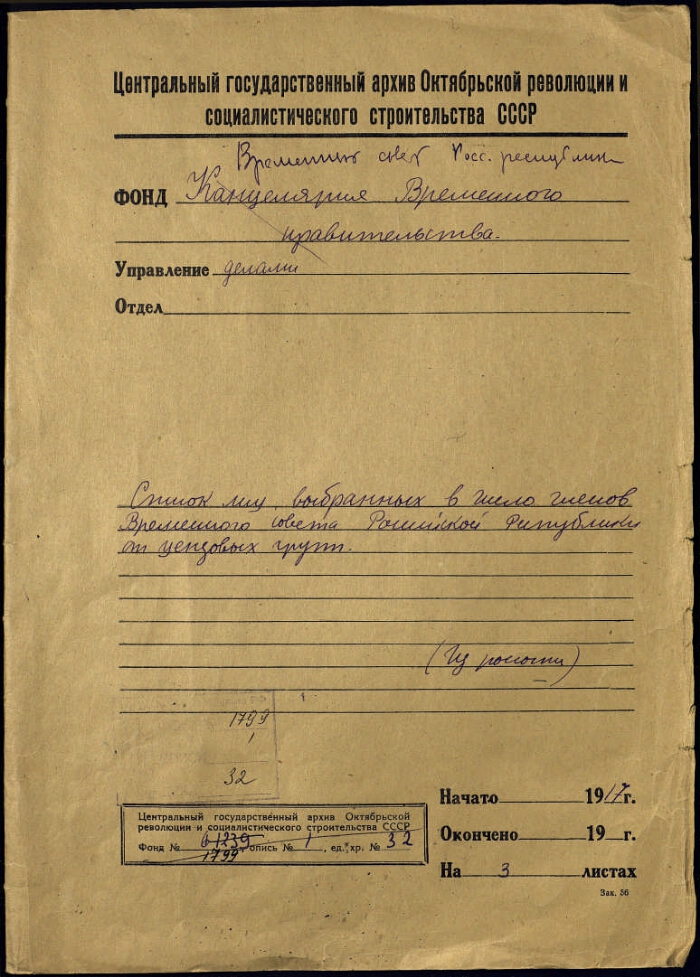 Центральный государственный архив Октябрьской революции и
социалистического строительства СССР
Временный совет Росс. республики
ФОНД Канцелярия Временного
правительства.
Управление делами
Отдел
Список лиц, выбранных в число членов
Временного совета Российской Республики
от цензовых групп.
(Из россыпи)
1799
1
32
Центральный государственный архив Октябрьской
революции и социалистического строительства СССР
Фонд № 6 1239 опись № 1, ед. хр. № 32
1799
Начато 1917г.
Окончено 19 г.
На 3 листах
Зак. 56